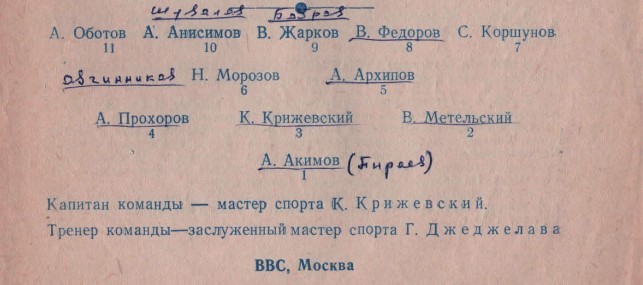 Шувалов Бобров
А. Оботов А. Анисимов В. Жарков В. Федоров С. Коршунов
11 10 9 8 7
Овчинников Н. Морозов А. Архипов
6 5
А. Прохоров К. Крижевский В. Метельский
4 3 2
А. Акимов (Пираев)
1
Капитан команды — мастер спорта К. Крижевский.
Тренер команды—заслуженный мастер спорта Г. Джеджелава
ВВС, Москва